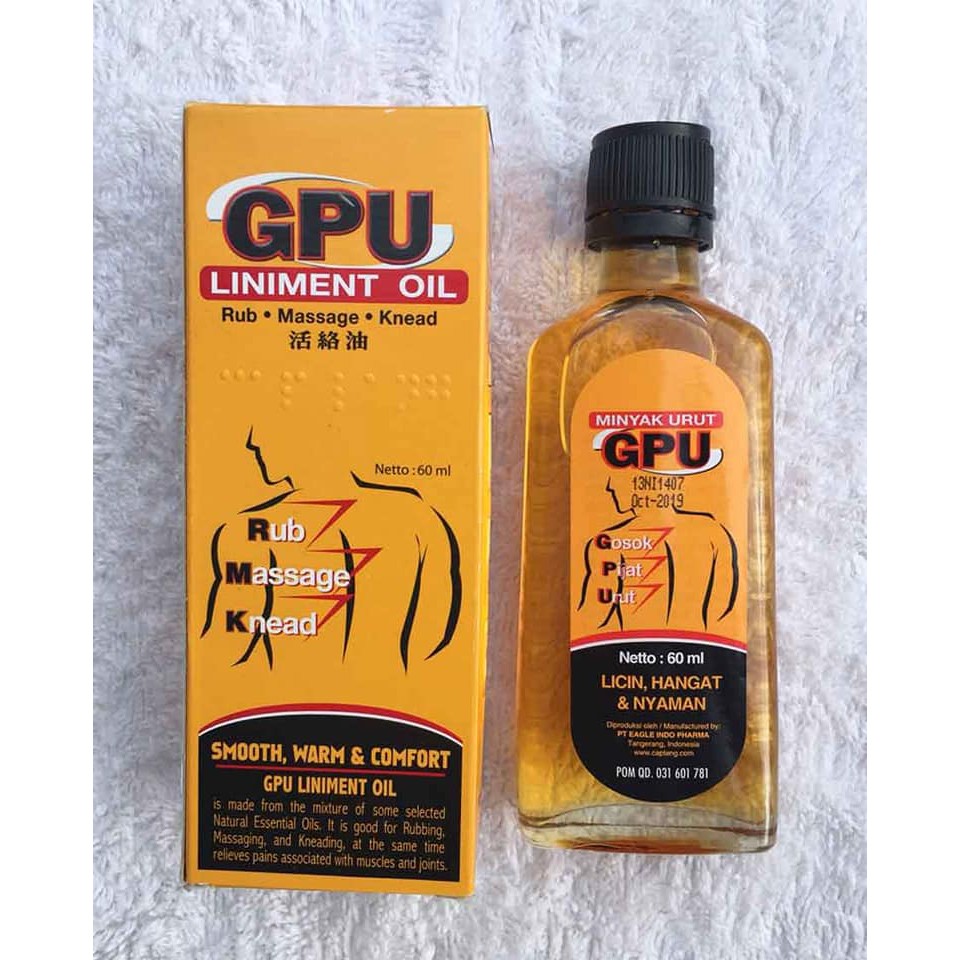 GPU
LINIMENT OIL
Rub • Massage • Knead
活絡油
Netto : 60 ml
Rub
Massage
Knead
SMOOTH, WARM & COMFORT
GPU LINIMENT OIL
is made from the mixture of some selected
Natural Essential Oils. It is good for Rubbing,
Massaging, and Kneading, at the same time
relieves pains associated with muscles and joints.
MINYAK URUT
GPU
13NI1407
Oct-2019
Gosok
Pijat
Urut
Netto : 60 ml
LICIN, HANGAT
& NYAMAN
Diproduksi oleh / Manufactured by:
PT EAGLE INDO PHARMA
Tangerang, Indonesia
www.caplang.com
POM QD. 031 601 781